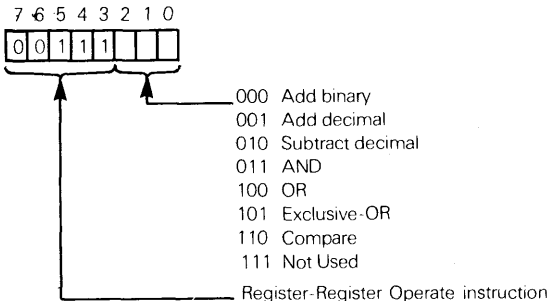 7 6 5 4 3 2 1 0
0 0 1 1 1
000 Add binary
001 Add decimal
010 Subtract decimal
011 AND
100 OR
101 Exclusive-OR
110 Compare
111 Not Used
Register-Register Operate instruction